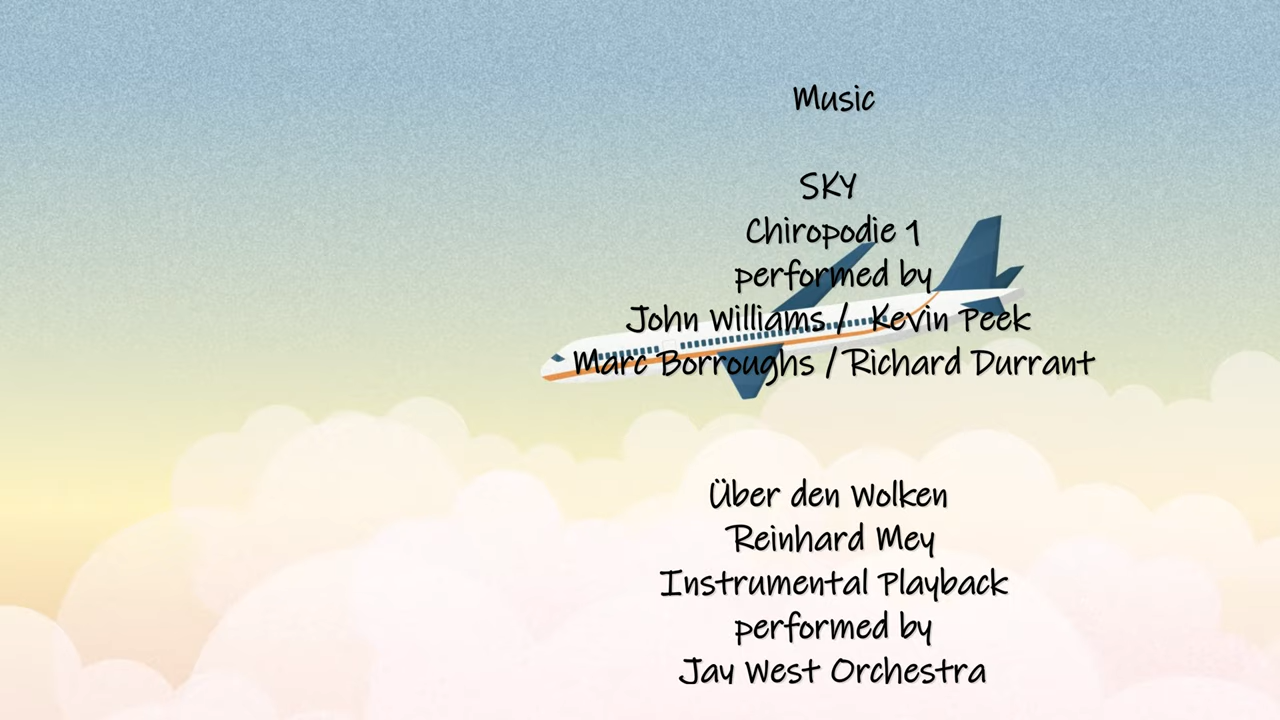 Music
SKY
Chiropodie 1
performed by
John Williams / Kevin Peek
Marc Borroughs / Richard Durrant
Über den Wolken
Reinhard Mey
Instrumental Playback
performed by
Jay West Orchestra